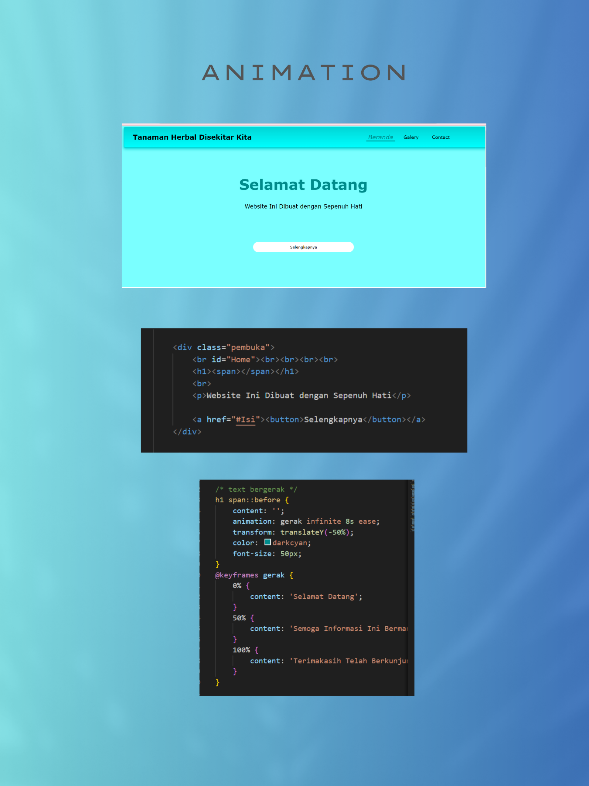 ANIMATION
Tanaman Herbal Disekitar Kita
Beranda Galery Contact
Selamat Datang
Website Ini Dibuat dengan Sepenuh Hati
Selengkapnya
<div class="pembuka">
<br id="Home"><br><br><br><br>
<h1><span></span></h1>
<br>
<p>Website Ini Dibuat dengan Sepenuh Hati</p>
<a href="#Isi"><button>Selengkapnya</button></a>
</div>
/* text bergerak */
h1 span::before {
content: '';
animation: gerak infinite 8s ease;
transform: translateY(-50%);
color: darkcyan;
font-size: 50px;
}
@keyframes gerak {
0% {
content: 'Selamat Datang';
}
50% {
content: 'Semoga Informasi Ini Berma
}
100% {
content: 'Terimakasih Telah Berkunju
}
}